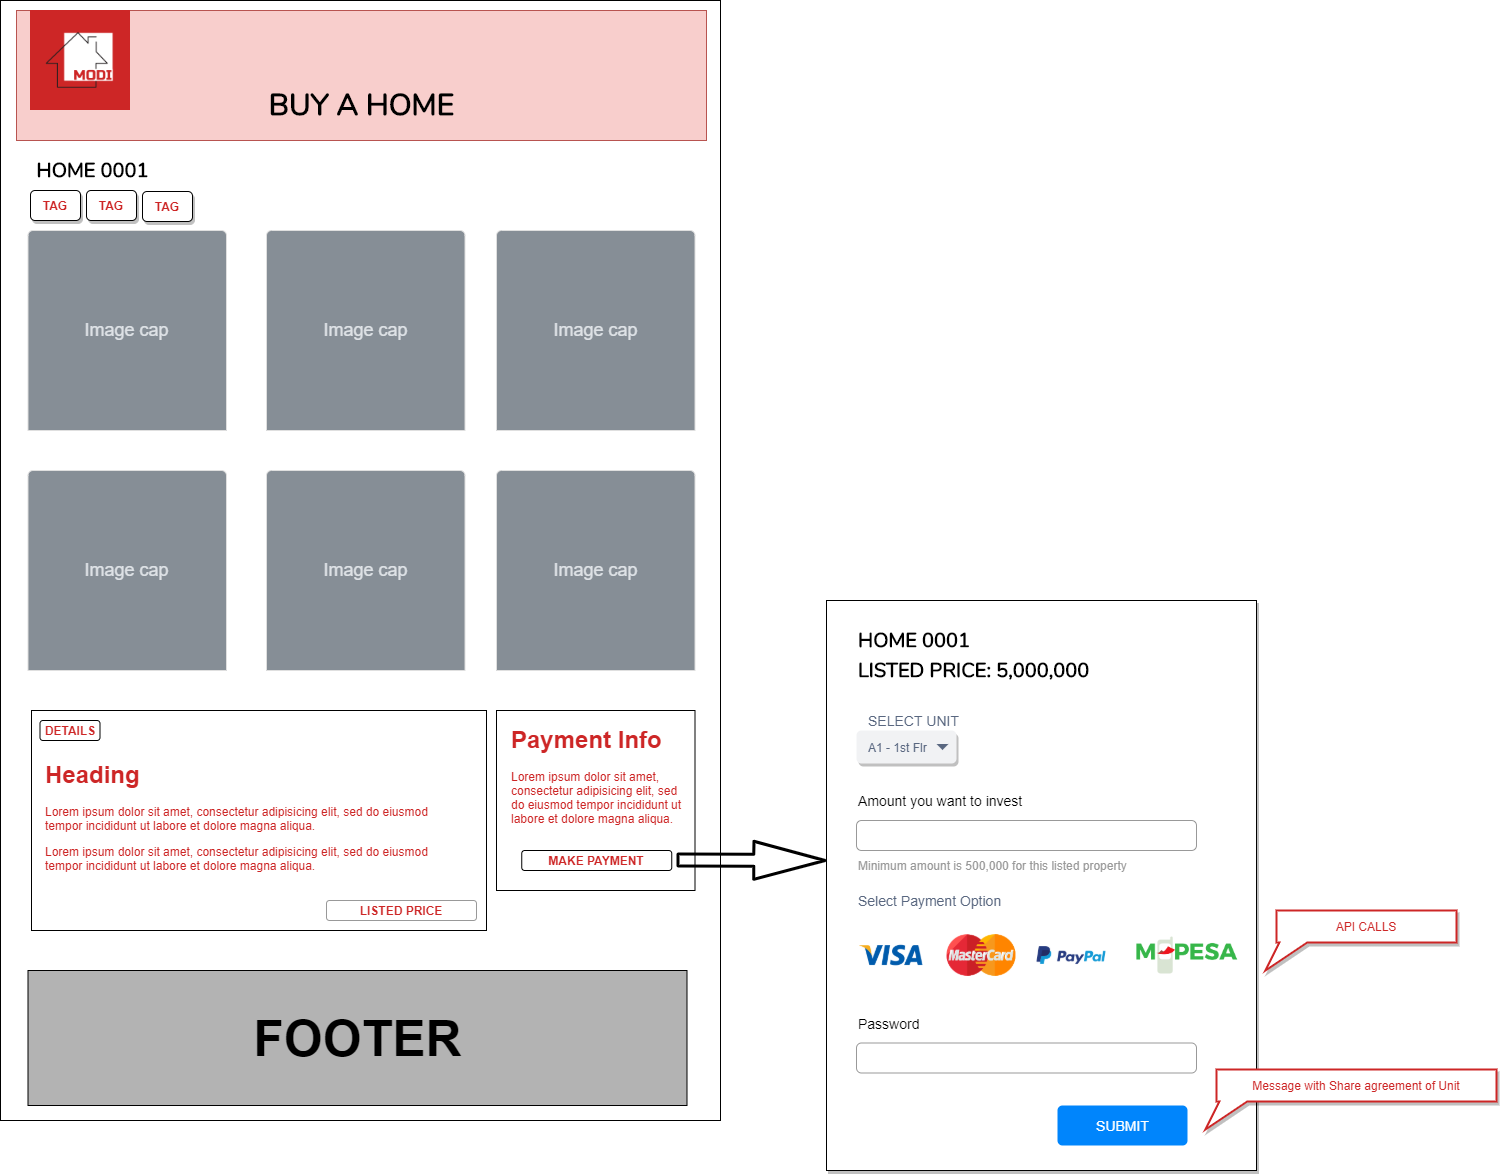 MODI
BUY A HOME
HOME 0001
TAG TAG TAG
Image cap Image cap Image cap
Image cap Image cap Image cap
DETAILS
Heading
Lorem ipsum dolor sit amet, consectetur adipisicing elit, sed do eiusmod
tempor incididunt ut labore et dolore magna aliqua.
Lorem ipsum dolor sit amet, consectetur adipisicing elit, sed do eiusmod
tempor incididunt ut labore et dolore magna aliqua.
LISTED PRICE
Payment Info
Lorem ipsum dolor sit amet,
consectetur adipisicing elit, sed
do eiusmod tempor incididunt ut
labore et dolore magna aliqua.
MAKE PAYMENT
FOOTER
HOME 0001
LISTED PRICE: 5,000,000
SELECT UNIT
A1 - 1st Flr
Amount you want to invest
Minimum amount is 500,000 for this listed property
Select Payment Option
VISA MasterCard PayPal M-PESA
API CALLS
Password
Message with Share agreement of Unit
SUBMIT